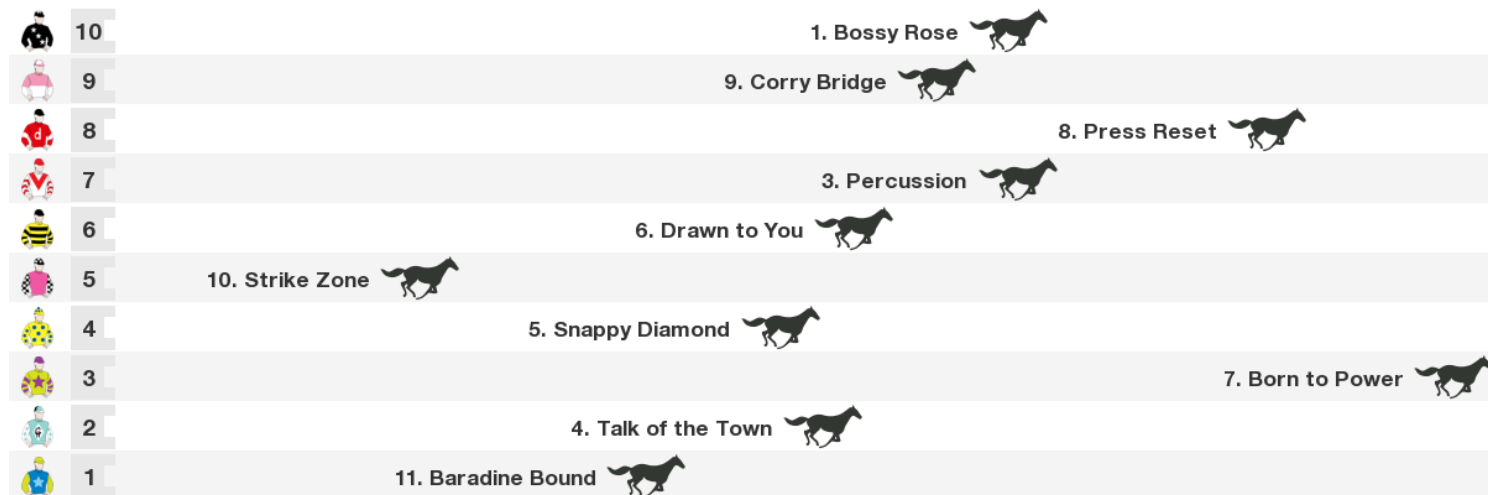 10 1. Bossy Rose
9 9. Corry Bridge
d 8 8. Press Reset
7 3. Percussion
6 6. Drawn to You
5 10. Strike Zone
4 5. Snappy Diamond
3 7. Born to Power
2 4. Talk of the Town
1 11. Baradine Bound